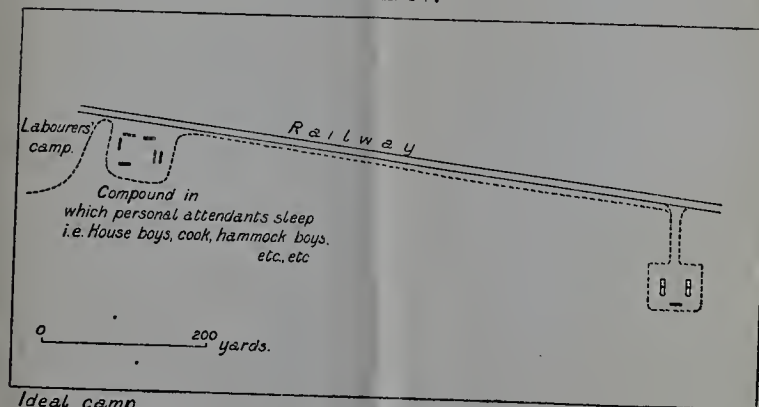 Railway
Labourers'
camp.
Compound in
which personal attendants sleep
i.e. House boys, cook, hammock boys,
etc, etc
0 200 yards.
Ideal camp